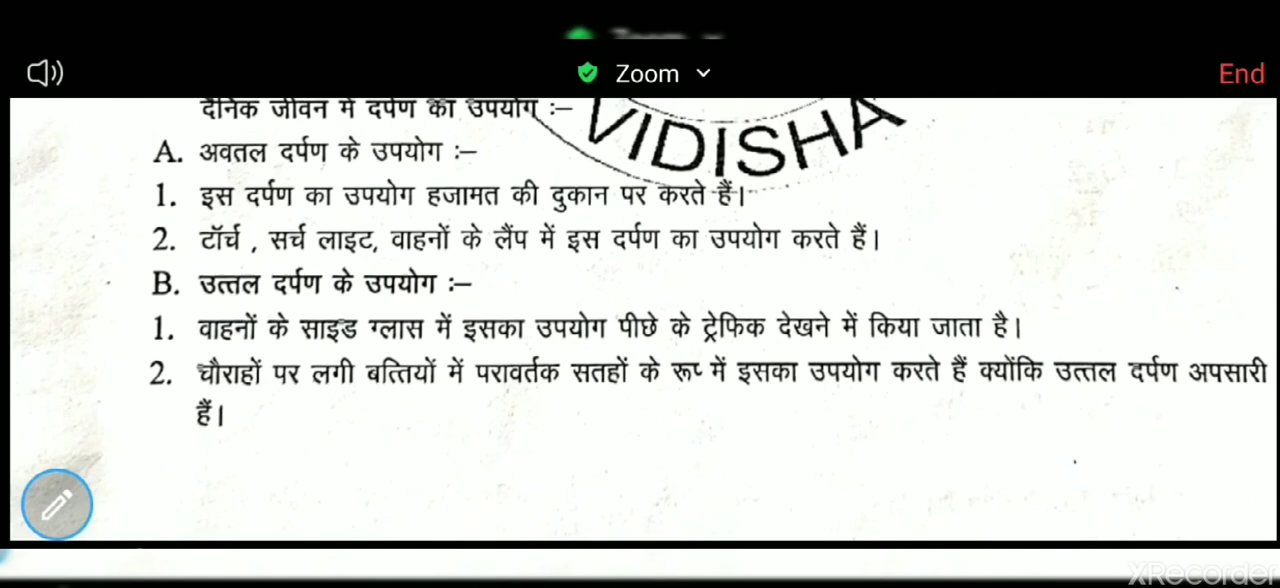 Zoom
End
दैनिक जीवन में दर्पण का उपयोग :–
VIDISHA
A. अवतल दर्पण के उपयोग :–
1. इस दर्पण का उपयोग हजामत की दुकान पर करते हैं।
2. टॉर्च , सर्च लाइट, वाहनों के लैंप में इस दर्पण का उपयोग करते हैं।
B. उत्तल दर्पण के उपयोग :–
1. वाहनों के साइड ग्लास में इसका उपयोग पीछे के ट्रेफिक देखने में किया जाता है।
2. चौराहों पर लगी बत्तियों में परावर्तक सतहों के रूप में इसका उपयोग करते हैं क्योंकि उत्तल दर्पण अपसारी
हैं।
XRecorder